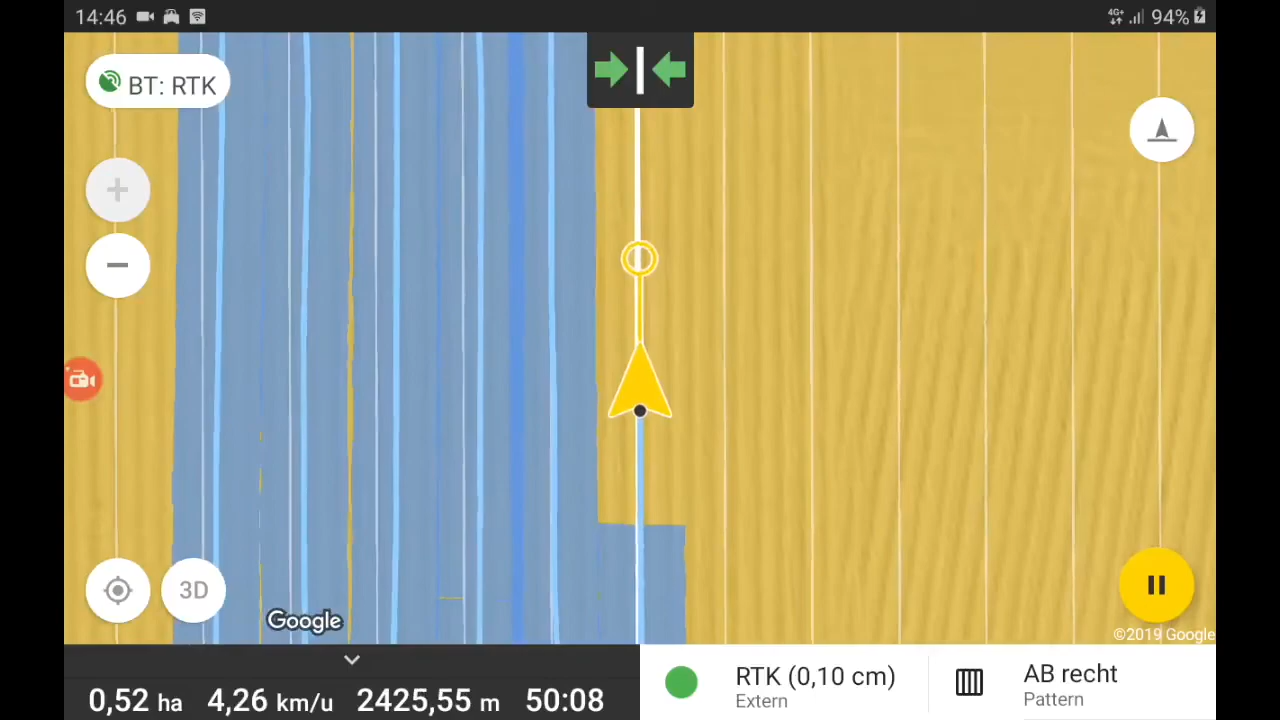 14:46
4G+
94%
BT: RTK
3D
Google
©2019 Google
0,52 ha 4,26 km/u 2425,55 m 50:08
RTK (0,10 cm)
Extern
AB recht
Pattern